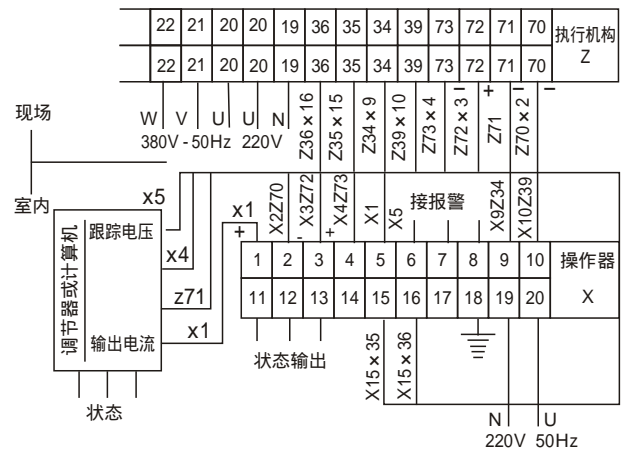 22 21 20 20 19 36 35 34 39 73 72 71 70 执行机构
22 21 20 20 19 36 35 34 39 73 72 71 70 Z
W V U U N
380V - 50Hz 220V
Z36×16
Z35×15
Z34×9
Z39×10
Z73×4
Z72×3
−
+
Z71
−
Z70×2
−
现场
室内
x5
x4
z71
x1
x1
+
X2Z70
-
X3Z72
+
X4Z73
X1
X5
接报警
X9Z34
X10Z39
调节器或计算机
跟踪电压
输出电流
状态
1 2 3 4 5 6 7 8 9 10 操作器
11 12 13 14 15 16 17 18 19 20 X
状态输出
X15×35
X15×36
N U
220V 50Hz